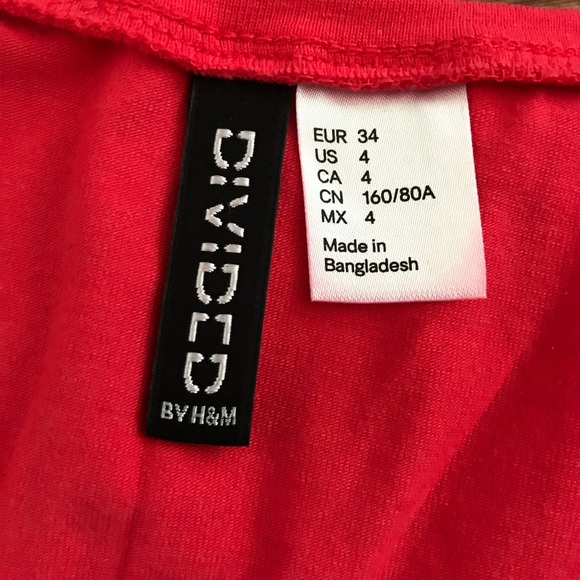 DIVIDED
BY H&M
EUR 34
US 4
CA 4
CN 160/80A
MX 4
Made in
Bangladesh